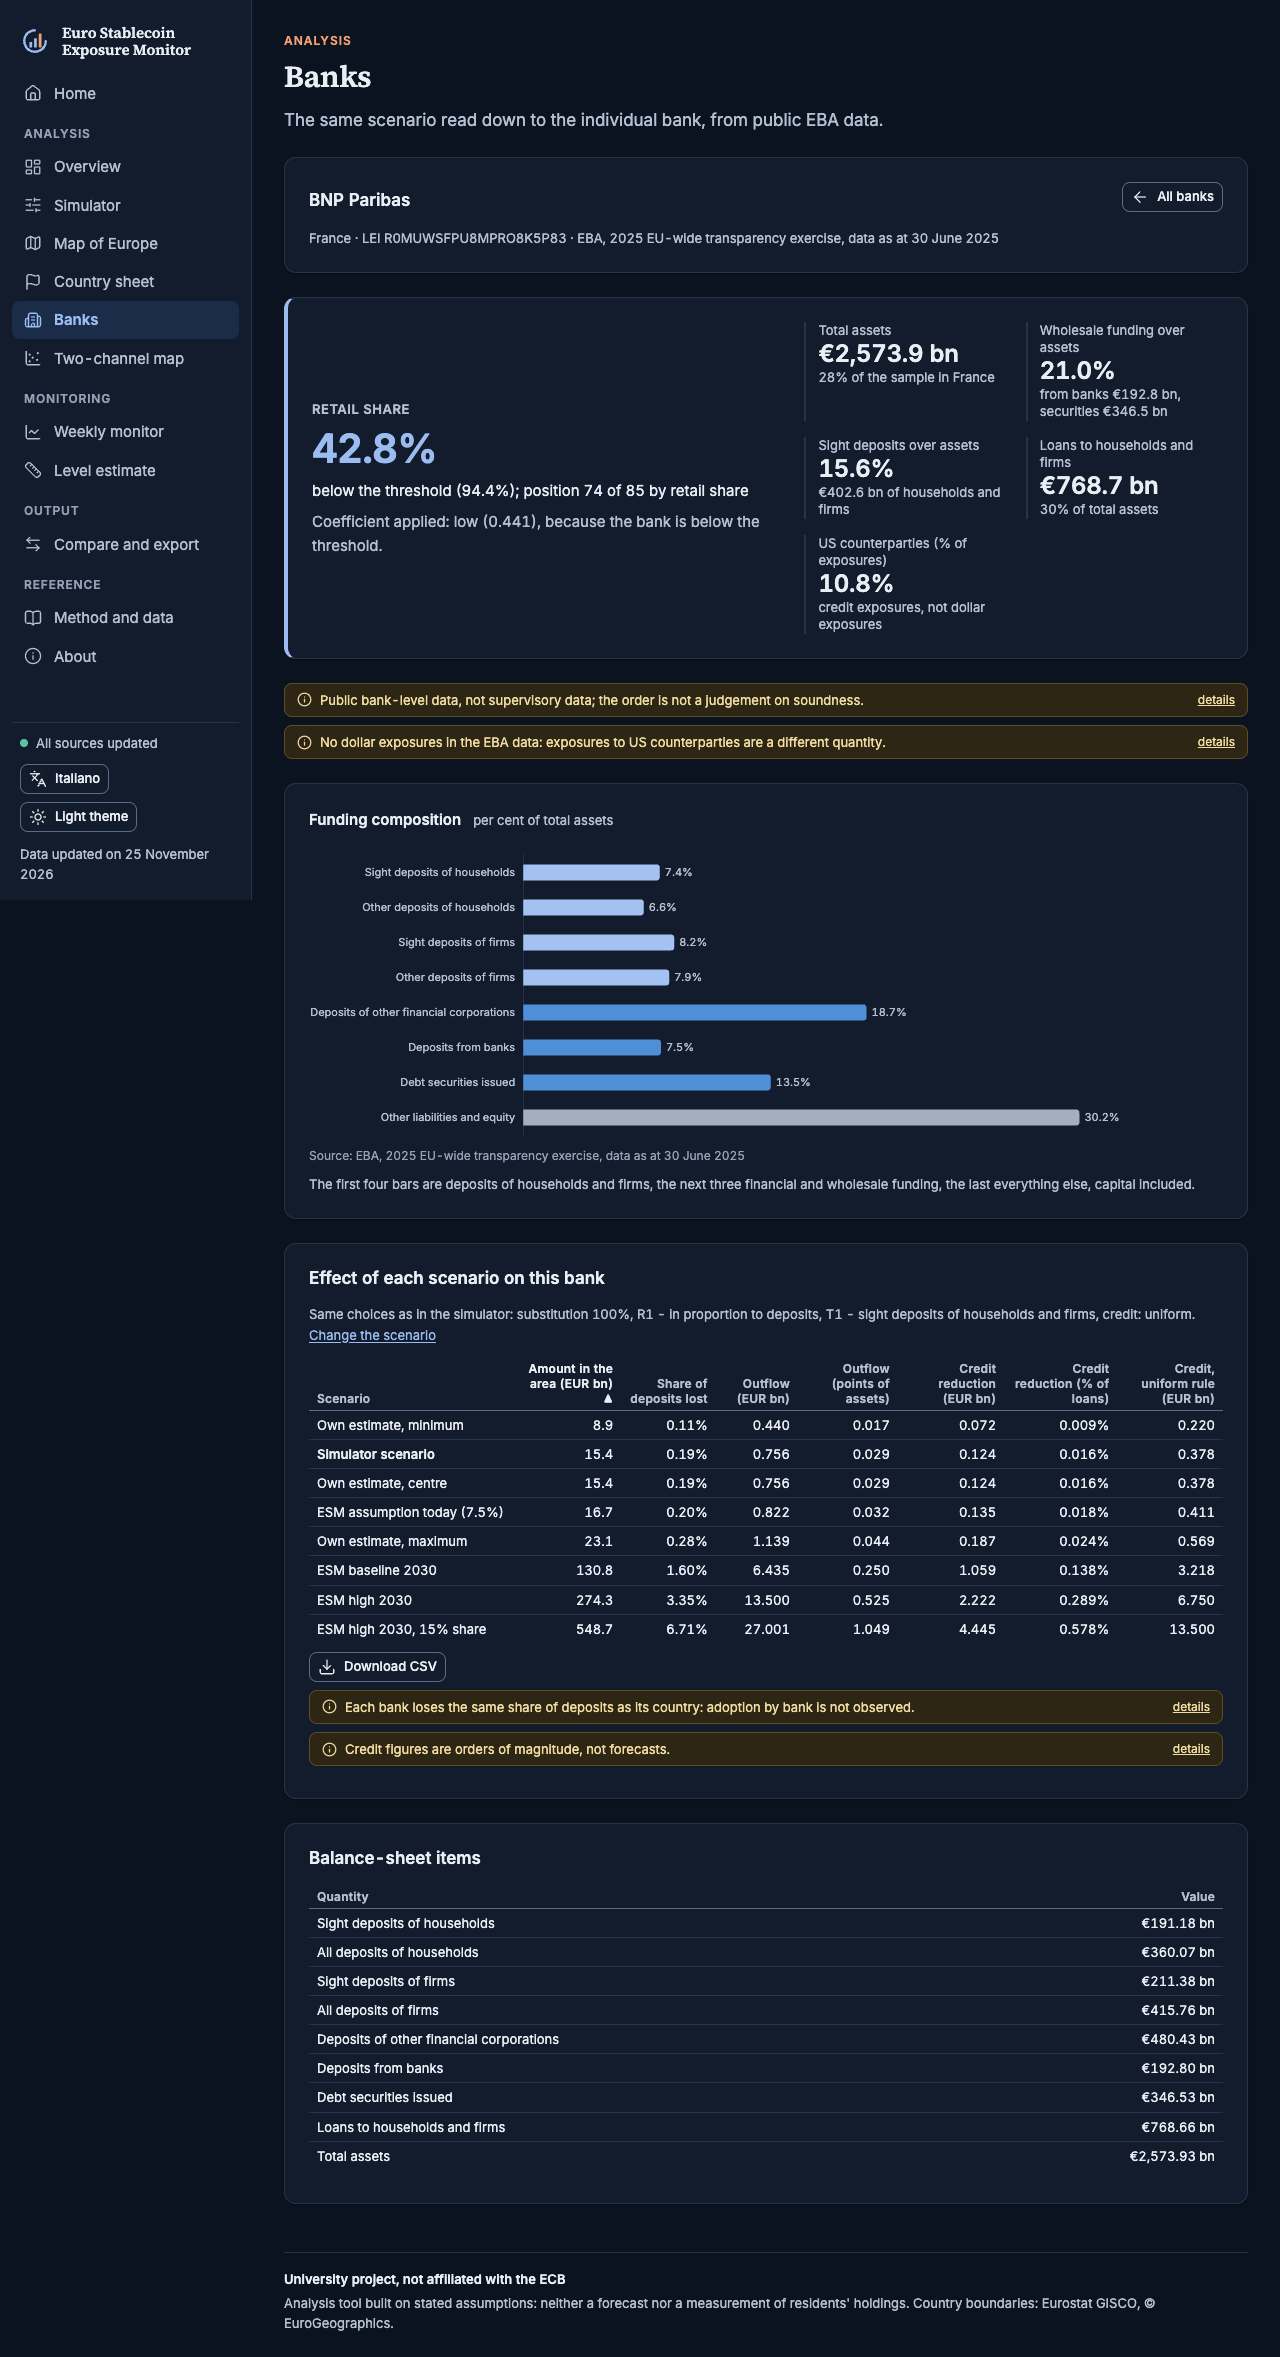 Euro Stablecoin
Exposure Monitor
Home
ANALYSIS
Overview
Simulator
Map of Europe
Country sheet
Banks
Two-channel map
MONITORING
Weekly monitor
Level estimate
OUTPUT
Compare and export
REFERENCE
Method and data
About
All sources updated
Italiano
Light theme
Data updated on 25 November
2026
ANALYSIS
Banks
The same scenario read down to the individual bank, from public EBA data.
BNP Paribas
All banks
France · LEI R0MUWSFPU8MPRO8K5P83 · EBA, 2025 EU-wide transparency exercise, data as at 30 June 2025
RETAIL SHARE
42.8%
below the threshold (94.4%); position 74 of 85 by retail share
Coefficient applied: low (0.441), because the bank is below the
threshold.
Total assets
€2,573.9 bn
28% of the sample in France
Wholesale funding over
assets
21.0%
from banks €192.8 bn,
securities €346.5 bn
Sight deposits over assets
15.6%
€402.6 bn of households and
firms
Loans to households and
firms
€768.7 bn
30% of total assets
US counterparties (% of
exposures)
10.8%
credit exposures, not dollar
exposures
Public bank-level data, not supervisory data; the order is not a judgement on soundness. details
No dollar exposures in the EBA data: exposures to US counterparties are a different quantity. details
Funding composition per cent of total assets
Sight deposits of households 7.4%
Other deposits of households 6.6%
Sight deposits of firms 8.2%
Other deposits of firms 7.9%
Deposits of other financial corporations 18.7%
Deposits from banks 7.5%
Debt securities issued 13.5%
Other liabilities and equity 30.2%
Source: EBA, 2025 EU-wide transparency exercise, data as at 30 June 2025
The first four bars are deposits of households and firms, the next three financial and wholesale funding, the last everything else, capital included.
Effect of each scenario on this bank
Same choices as in the simulator: substitution 100%, R1 - in proportion to deposits, T1 - sight deposits of households and firms, credit: uniform.
Change the scenario
Scenario Amount in the area (EUR bn) ▲ Share of deposits lost Outflow (EUR bn) Outflow (points of assets) Credit reduction (EUR bn) Credit reduction (% of loans) Credit, uniform rule (EUR bn)
Own estimate, minimum 8.9 0.11% 0.440 0.017 0.072 0.009% 0.220
Simulator scenario 15.4 0.19% 0.756 0.029 0.124 0.016% 0.378
Own estimate, centre 15.4 0.19% 0.756 0.029 0.124 0.016% 0.378
ESM assumption today (7.5%) 16.7 0.20% 0.822 0.032 0.135 0.018% 0.411
Own estimate, maximum 23.1 0.28% 1.139 0.044 0.187 0.024% 0.569
ESM baseline 2030 130.8 1.60% 6.435 0.250 1.059 0.138% 3.218
ESM high 2030 274.3 3.35% 13.500 0.525 2.222 0.289% 6.750
ESM high 2030, 15% share 548.7 6.71% 27.001 1.049 4.445 0.578% 13.500
Download CSV
Each bank loses the same share of deposits as its country: adoption by bank is not observed. details
Credit figures are orders of magnitude, not forecasts. details
Balance-sheet items
Quantity Value
Sight deposits of households €191.18 bn
All deposits of households €360.07 bn
Sight deposits of firms €211.38 bn
All deposits of firms €415.76 bn
Deposits of other financial corporations €480.43 bn
Deposits from banks €192.80 bn
Debt securities issued €346.53 bn
Loans to households and firms €768.66 bn
Total assets €2,573.93 bn
University project, not affiliated with the ECB
Analysis tool built on stated assumptions: neither a forecast nor a measurement of residents' holdings. Country boundaries: Eurostat GISCO, ©
EuroGeographics.